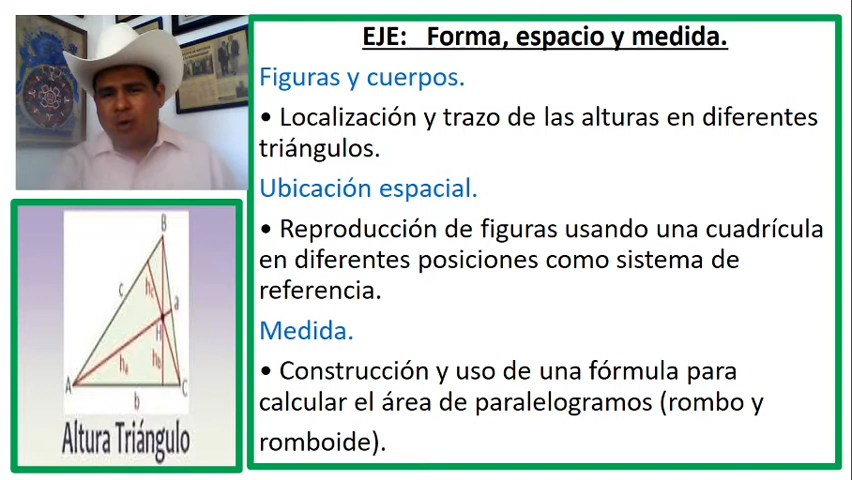 EJE: Forma, espacio y medida.
Figuras y cuerpos.
• Localización y trazo de las alturas en diferentes
triángulos.
Ubicación espacial.
• Reproducción de figuras usando una cuadrícula
en diferentes posiciones como sistema de
referencia.
Medida.
• Construcción y uso de una fórmula para
calcular el área de paralelogramos (rombo y
romboide).
B
c
h
a
H
hₐ
h_b
A
b
C
Altura Triángulo